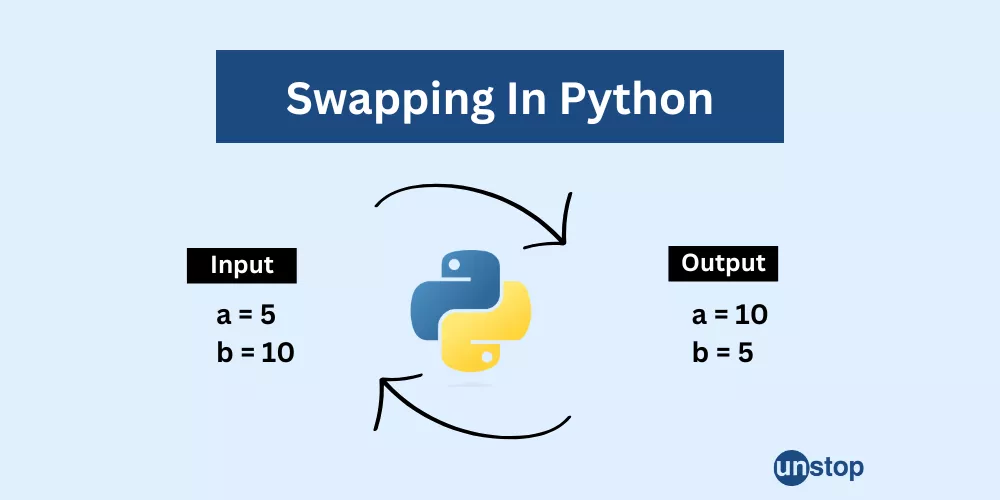 Swapping In Python
Input
a = 5
b = 10
Output
a = 10
b = 5
unstop